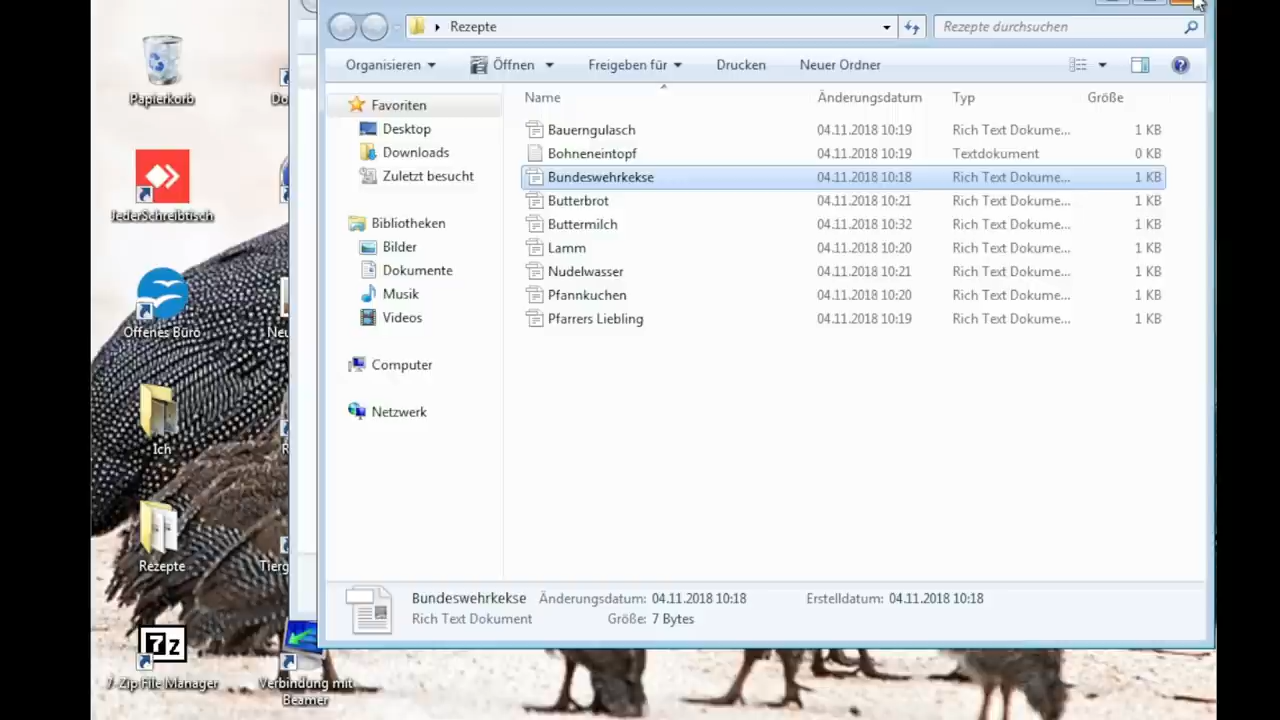 Rezepte
Rezepte durchsuchen
Organisieren Öffnen Freigeben für Drucken Neuer Ordner
Name Änderungsdatum Typ Größe
Favoriten
Desktop
Downloads
Zuletzt besucht
Bibliotheken
Bilder
Dokumente
Musik
Videos
Computer
Netzwerk
Bauerngulasch 04.11.2018 10:19 Rich Text Dokume... 1 KB
Bohneneintopf 04.11.2018 10:19 Textdokument 0 KB
Bundeswehrkekse 04.11.2018 10:18 Rich Text Dokume... 1 KB
Butterbrot 04.11.2018 10:21 Rich Text Dokume... 1 KB
Buttermilch 04.11.2018 10:32 Rich Text Dokume... 1 KB
Lamm 04.11.2018 10:20 Rich Text Dokume... 1 KB
Nudelwasser 04.11.2018 10:21 Rich Text Dokume... 1 KB
Pfannkuchen 04.11.2018 10:20 Rich Text Dokume... 1 KB
Pfarrers Liebling 04.11.2018 10:19 Rich Text Dokume... 1 KB
Bundeswehrkekse Änderungsdatum: 04.11.2018 10:18 Erstelldatum: 04.11.2018 10:18
Rich Text Dokument Größe: 7 Bytes
Papierkorb
JederSchreibtisch
Offenes Büro
Ich
Rezepte
7z
7-Zip File Manager
Verbindung mit
Beamer